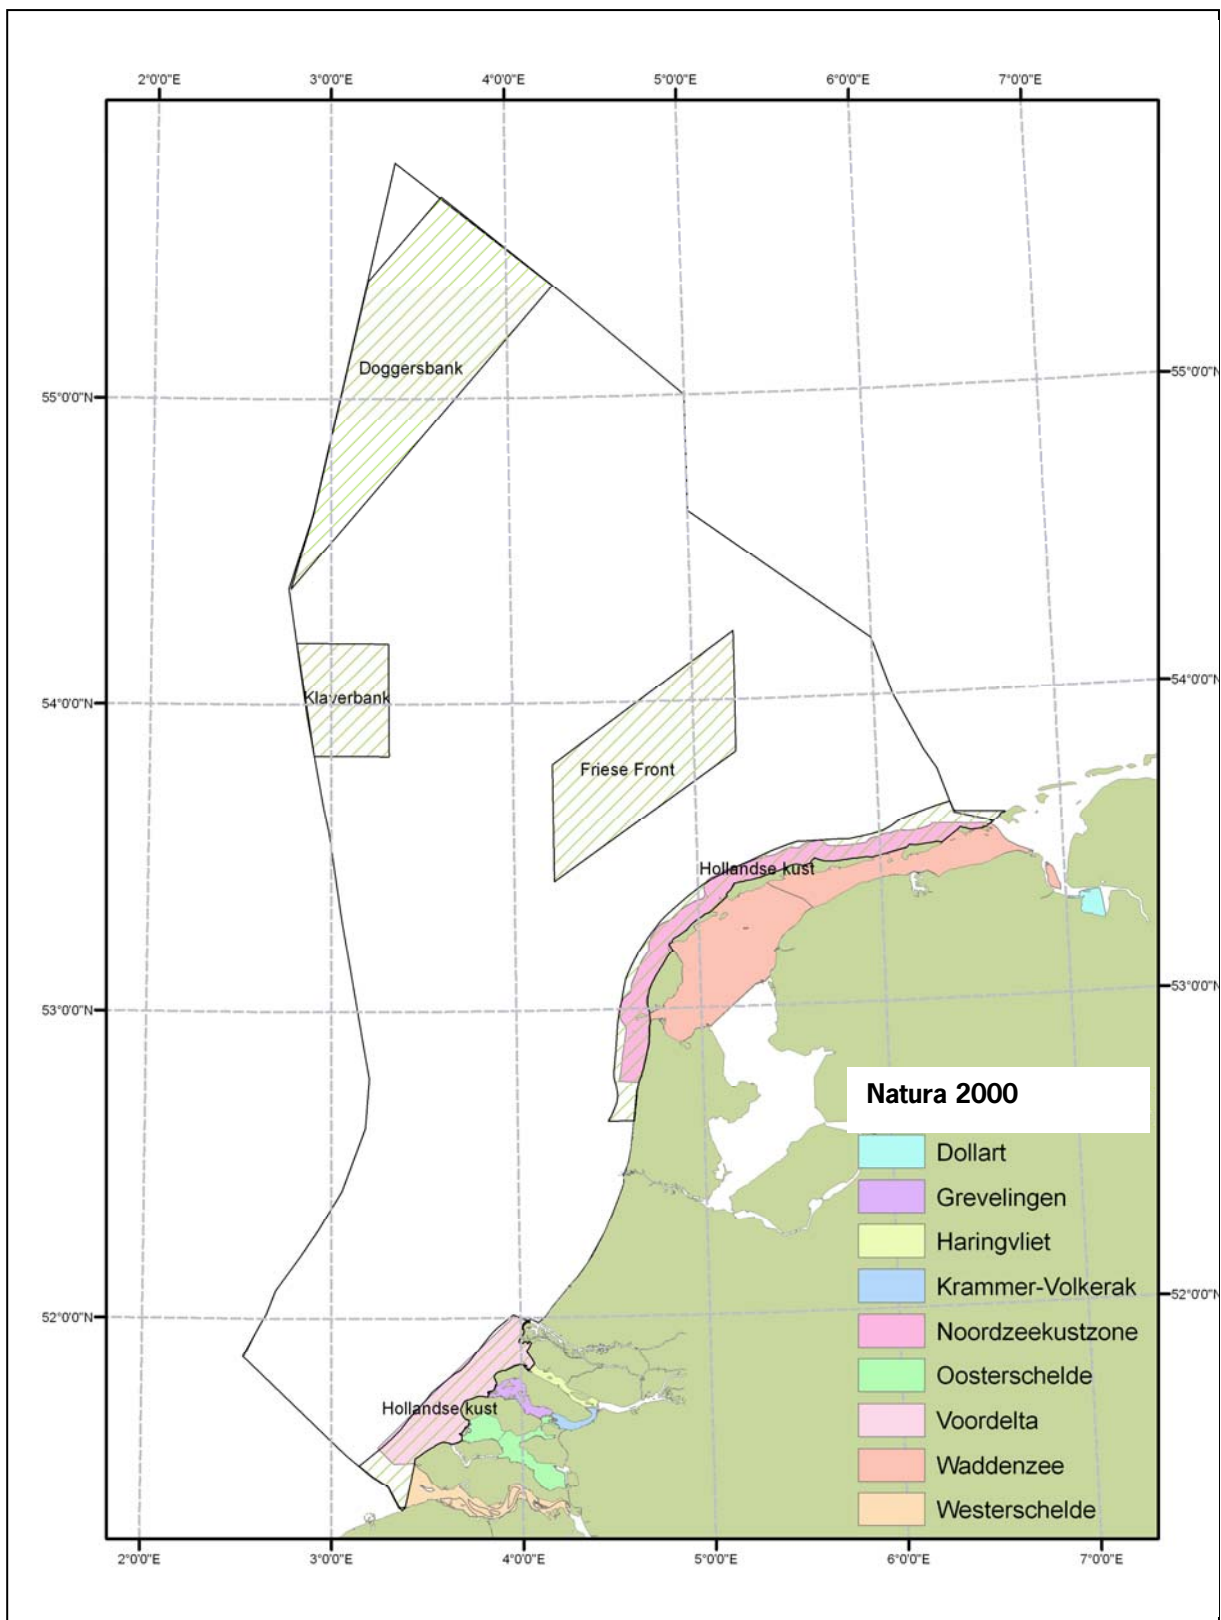 2°0'0"E 3°0'0"E 4°0'0"E 5°0'0"E 6°0'0"E 7°0'0"E
Doggersbank
55°0'0"N 55°0'0"N
Klaverbank
54°0'0"N 54°0'0"N
Friese Front
Hollandse kust
53°0'0"N 53°0'0"N
Natura 2000
Dollart
Grevelingen
Haringvliet
Krammer-Volkerak
52°0'0"N 52°0'0"N
Noordzeekustzone
Oosterschelde
Hollandse kust
Voordelta
Waddenzee
Westerschelde
2°0'0"E 3°0'0"E 4°0'0"E 5°0'0"E 6°0'0"E 7°0'0"E